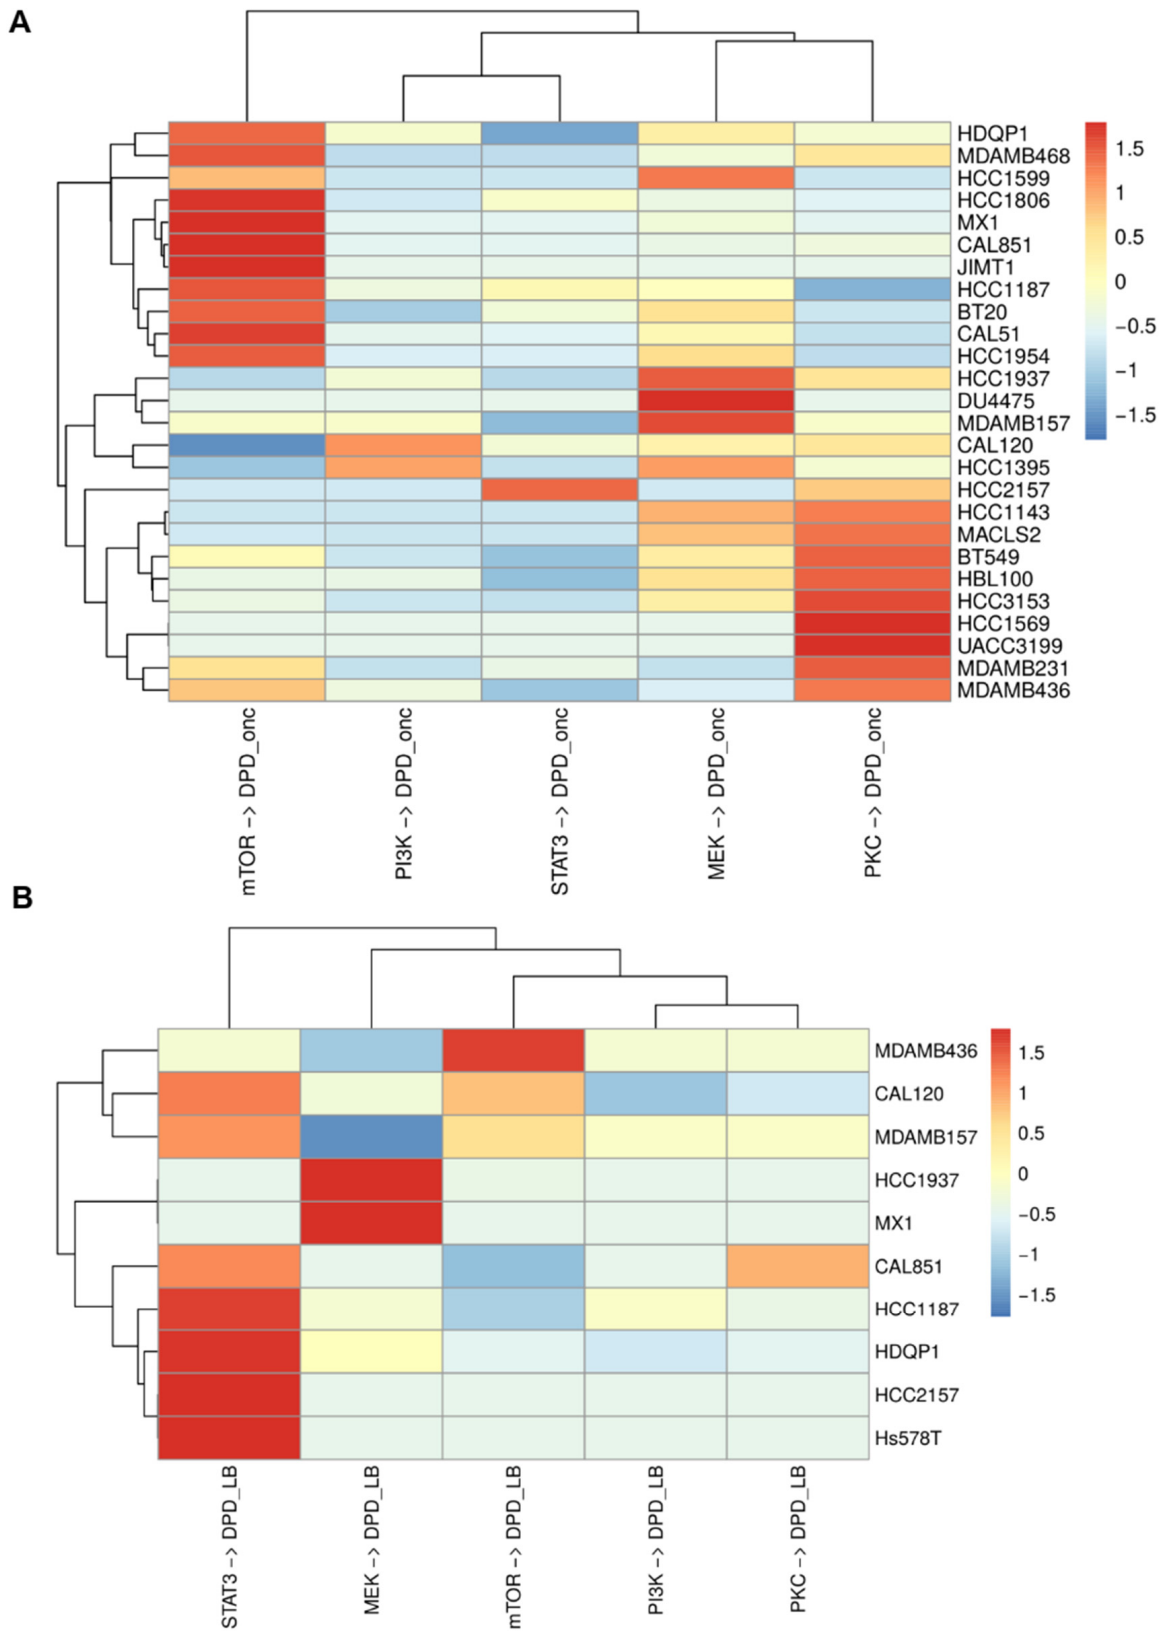 A
HDQP1
MDAMB468
HCC1599
HCC1806
MX1
CAL851
JIMT1
HCC1187
BT20
CAL51
HCC1954
HCC1937
DU4475
MDAMB157
CAL120
HCC1395
HCC2157
HCC1143
MACLS2
BT549
HBL100
HCC3153
HCC1569
UACC3199
MDAMB231
MDAMB436
1.5
1
0.5
0
−0.5
−1
−1.5
mTOR −> DPD_onc
PI3K −> DPD_onc
STAT3 −> DPD_onc
MEK −> DPD_onc
PKC −> DPD_onc
B
MDAMB436
CAL120
MDAMB157
HCC1937
MX1
CAL851
HCC1187
HDQP1
HCC2157
Hs578T
1.5
1
0.5
0
−0.5
−1
−1.5
STAT3 −> DPD_LB
MEK −> DPD_LB
mTOR −> DPD_LB
PI3K −> DPD_LB
PKC −> DPD_LB